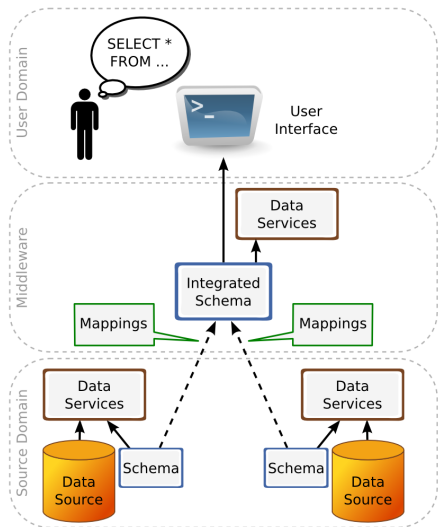 User Domain
SELECT *
FROM ...
>_
User
Interface
Middleware
Data
Services
Integrated
Schema
Mappings
Mappings
Source Domain
Data
Services
Data
Services
Data
Source
Schema
Schema
Data
Source